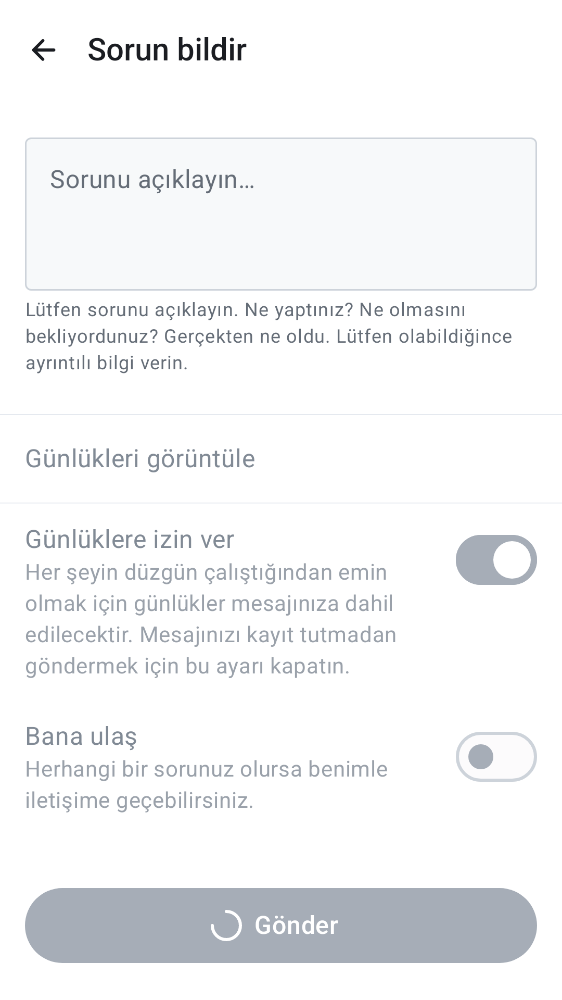 Sorun bildir
Sorunu açıklayın…
Lütfen sorunu açıklayın. Ne yaptınız? Ne olmasını
bekliyordunuz? Gerçekten ne oldu. Lütfen olabildiğince
ayrıntılı bilgi verin.
Günlükleri görüntüle
Günlüklere izin ver
Her şeyin düzgün çalıştığından emin
olmak için günlükler mesajınıza dahil
edilecektir. Mesajınızı kayıt tutmadan
göndermek için bu ayarı kapatın.
Bana ulaş
Herhangi bir sorunuz olursa benimle
iletişime geçebilirsiniz.
Gönder